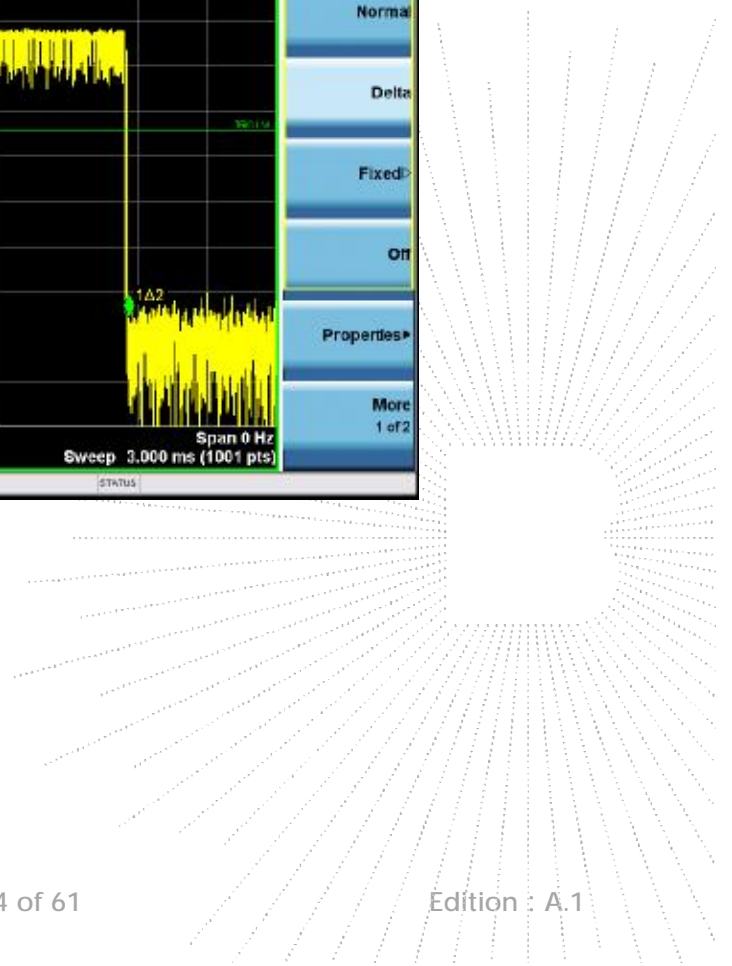 Normal
Delta
Fixed▷
Off
1Δ2
Properties▶
More
1 of 2
Span 0 Hz
Sweep 3.000 ms (1001 pts)
STATUS
4 of 61
Edition : A.1